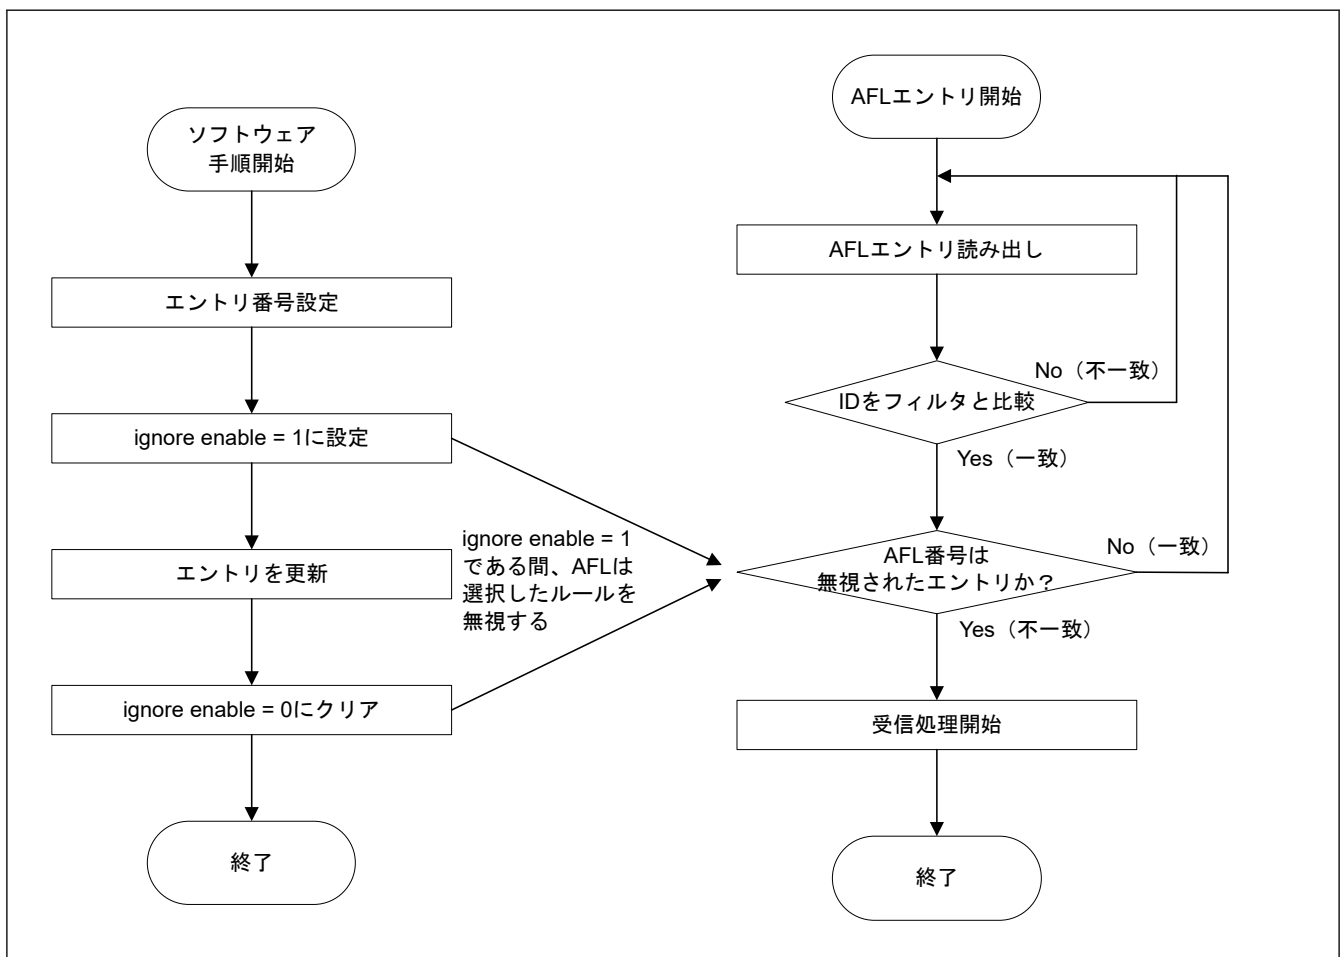 ソフトウェア
手順開始
エントリ番号設定
ignore enable = 1に設定
エントリを更新
ignore enable = 0にクリア
終了
ignore enable = 1
である間、AFLは
選択したルールを
無視する
AFLエントリ開始
AFLエントリ読み出し
IDをフィルタと比較
No（不一致）
Yes（一致）
AFL番号は
無視されたエントリか？
No（一致）
Yes（不一致）
受信処理開始
終了